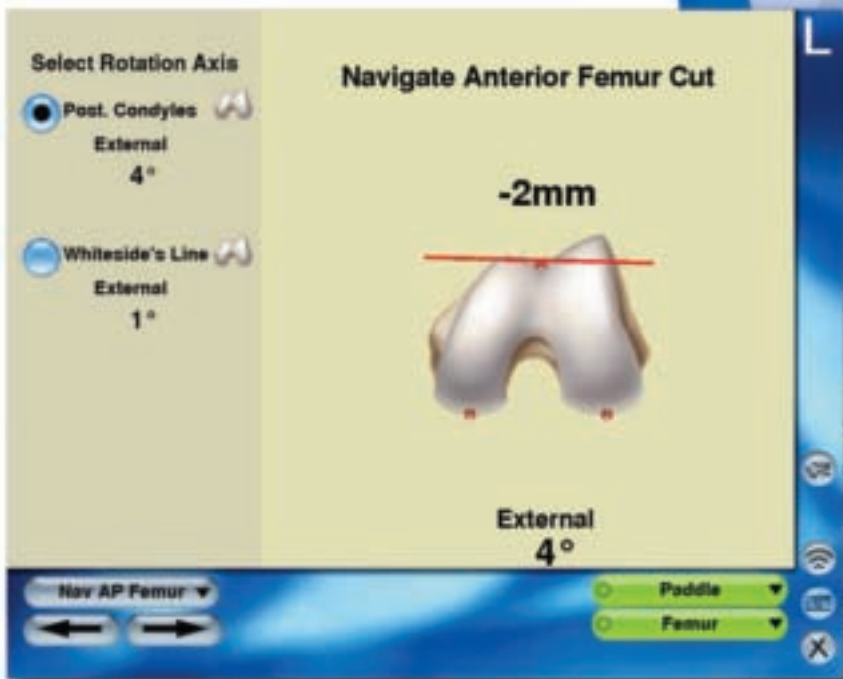 L
Select Rotation Axis
Post. Condyles
External
4°
Whiteside's Line
External
1°
Navigate Anterior Femur Cut
-2mm
External
4°
Nav AP Femur
Paddle
Femur
X